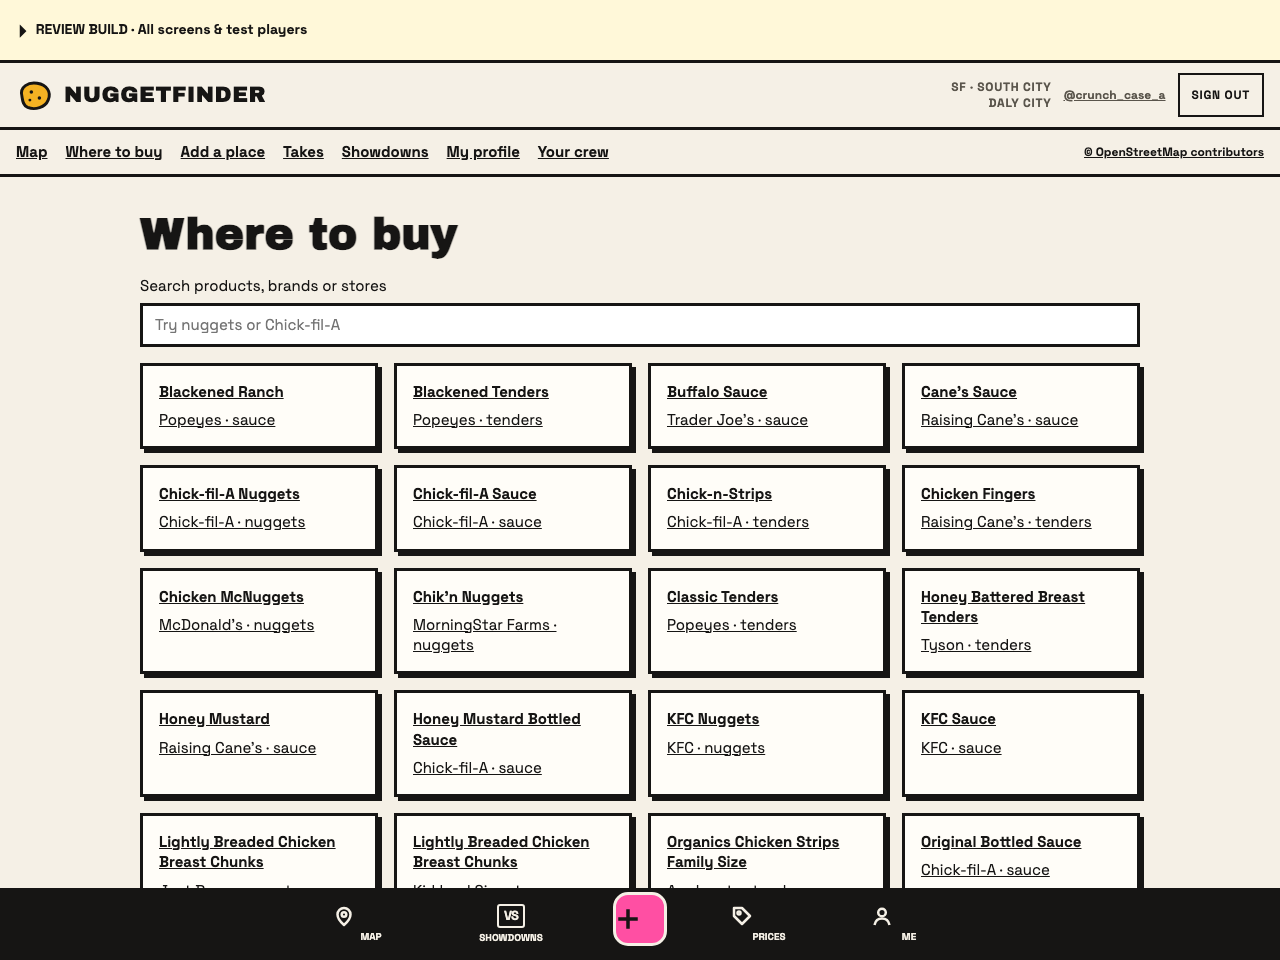 REVIEW BUILD · All screens & test players
NUGGETFINDER
SF · SOUTH CITY
DALY CITY
@crunch_case_a
SIGN OUT
Map
Where to buy
Add a place
Takes
Showdowns
My profile
Your crew
© OpenStreetMap contributors
Where to buy
Search products, brands or stores
Try nuggets or Chick-fil-A
Blackened Ranch
Popeyes · sauce
Blackened Tenders
Popeyes · tenders
Buffalo Sauce
Trader Joe's · sauce
Cane's Sauce
Raising Cane's · sauce
Chick-fil-A Nuggets
Chick-fil-A · nuggets
Chick-fil-A Sauce
Chick-fil-A · sauce
Chick-n-Strips
Chick-fil-A · tenders
Chicken Fingers
Raising Cane's · tenders
Chicken McNuggets
McDonald's · nuggets
Chik'n Nuggets
MorningStar Farms ·
nuggets
Classic Tenders
Popeyes · tenders
Honey Battered Breast
Tenders
Tyson · tenders
Honey Mustard
Raising Cane's · sauce
Honey Mustard Bottled
Sauce
Chick-fil-A · sauce
KFC Nuggets
KFC · nuggets
KFC Sauce
KFC · sauce
Lightly Breaded Chicken
Breast Chunks
Lightly Breaded Chicken
Breast Chunks
Organics Chicken Strips
Family Size
Original Bottled Sauce
Chick-fil-A · sauce
MAP
VS
SHOWDOWNS
PRICES
ME